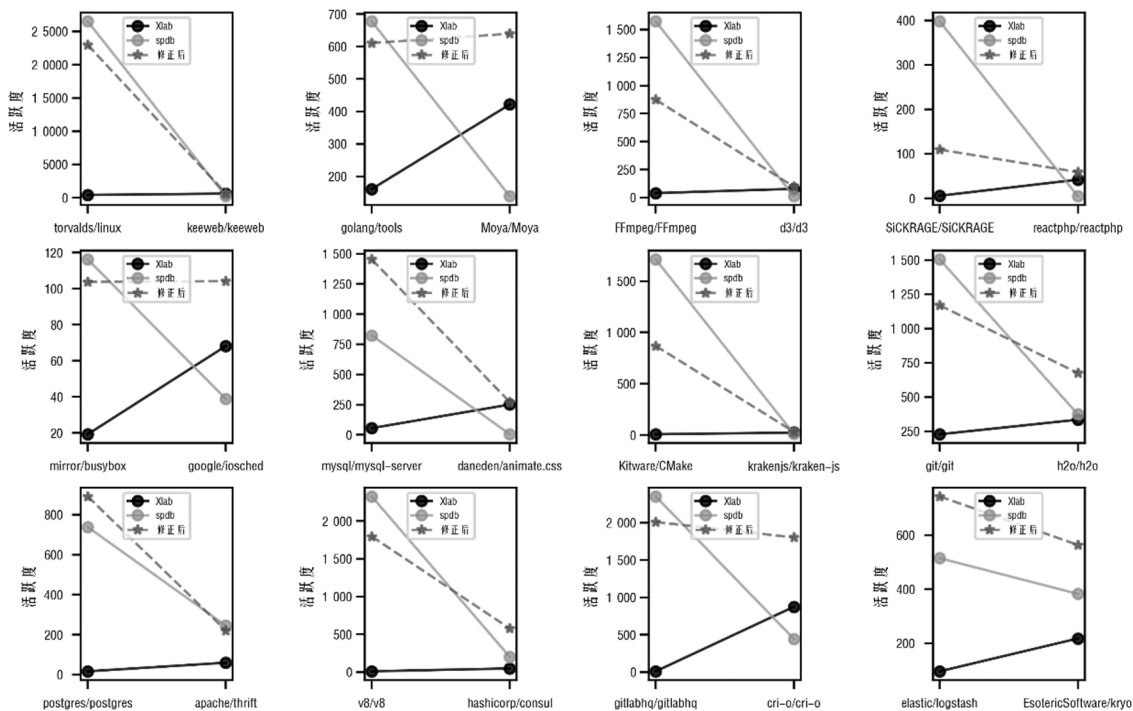 活跃度
2 5000
2 0000
15000
1 0000
5000
0
Xlab
spdb
修正后
torvalds/linux
keeweb/keeweb
活跃度
700
600
500
400
300
200
Xlab
spdb
修正后
golang/tools
Moya/Moya
活跃度
1 500
1 250
1 000
750
500
250
0
Xlab
spdb
修正后
FFmpeg/FFmpeg
d3/d3
活跃度
400
300
200
100
0
Xlab
spdb
修正后
SiCKRAGE/SiCKRAGE
reactphp/reactphp
活跃度
120
100
80
60
40
20
Xlab
spdb
修正后
mirror/busybox
google/iosched
活跃度
1 500
1 250
1 000
750
500
250
0
Xlab
spdb
修正后
mysql/mysql-server
daneden/animate.css
活跃度
1 500
1 000
500
0
Xlab
spdb
修正后
Kitware/CMake
krakenjs/kraken-js
活跃度
1 500
1 250
1 000
750
500
250
Xlab
spdb
修正后
git/git
h2o/h2o
活跃度
800
600
400
200
0
Xlab
spdb
修正后
postgres/postgres
apache/thrift
活跃度
2 000
1 500
1 000
500
0
Xlab
spdb
修正后
v8/v8
hashicorp/consul
活跃度
2 000
1 500
1 000
500
0
Xlab
spdb
修正后
gitlabhq/gitlabhq
cri-o/cri-o
活跃度
600
400
200
Xlab
spdb
修正后
elastic/logstash
EsotericSoftware/kryo